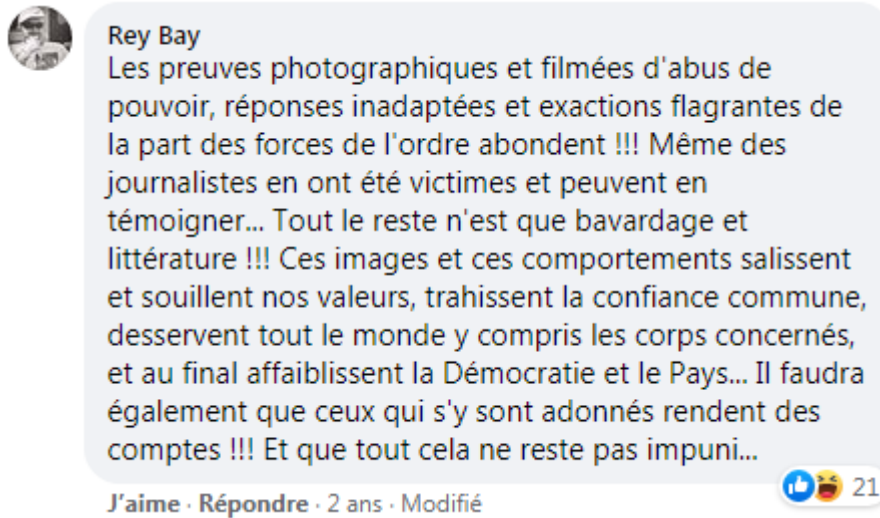 Rey Bay
Les preuves photographiques et filmées d'abus de
pouvoir, réponses inadaptées et exactions flagrantes de
la part des forces de l'ordre abondent !!! Même des
journalistes en ont été victimes et peuvent en
témoigner... Tout le reste n'est que bavardage et
littérature !!! Ces images et ces comportements salissent
et souillent nos valeurs, trahissent la confiance commune,
desservent tout le monde y compris les corps concernés,
et au final affaiblissent la Démocratie et le Pays... Il faudra
également que ceux qui s'y sont adonnés rendent des
comptes !!! Et que tout cela ne reste pas impuni...
21
J'aime · Répondre · 2 ans · Modifié